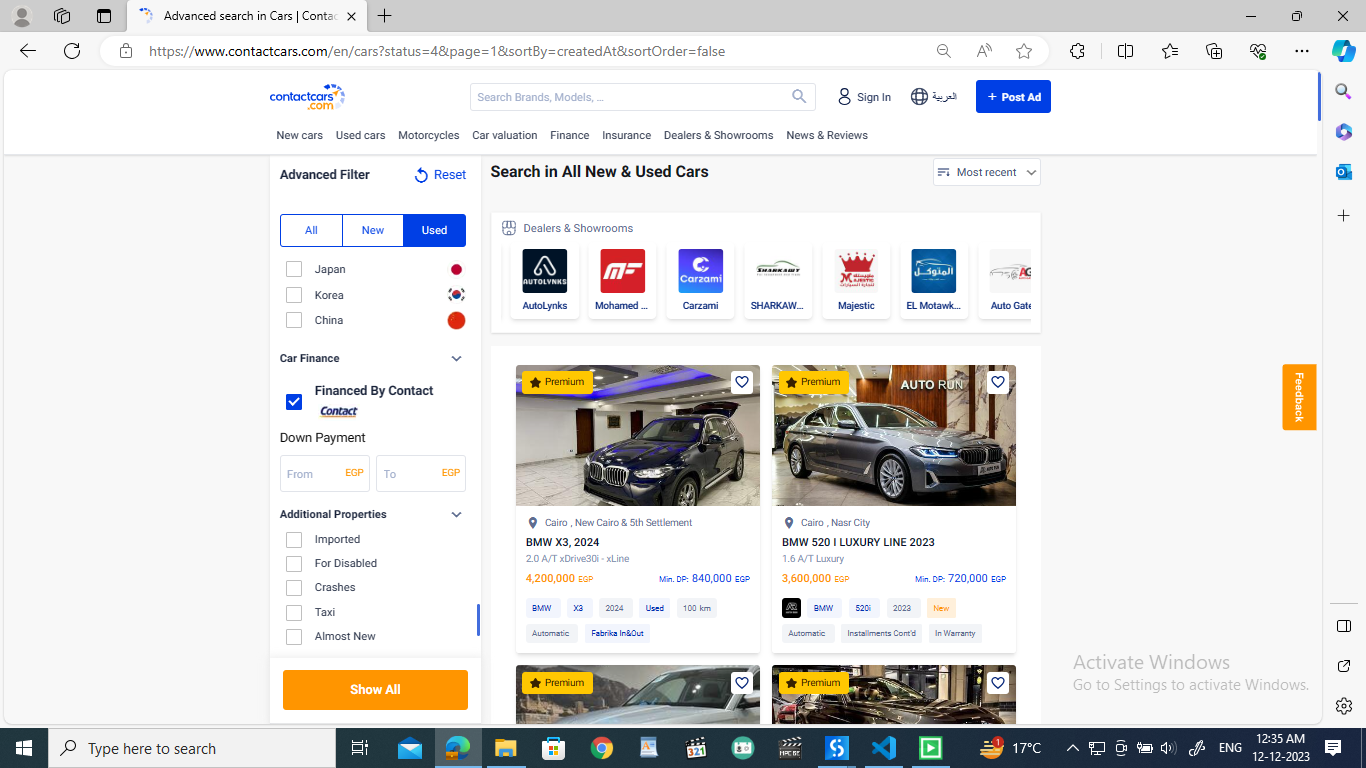 Advanced search in Cars | Contac
https://www.contactcars.com/en/cars?status=4&page=1&sortBy=createdAt&sortOrder=false
contactcars
.com
Search Brands, Models, ...
Sign In
العربية
+ Post Ad
New cars Used cars Motorcycles Car valuation Finance Insurance Dealers & Showrooms News & Reviews
Advanced Filter
Reset
All New Used
Japan
Korea
China
Car Finance
Financed By Contact
Contact
Down Payment
From EGP To EGP
Additional Properties
Imported
For Disabled
Crashes
Taxi
Almost New
Show All
Search in All New & Used Cars
Most recent
Dealers & Showrooms
AUTOLYNKS
MF
Carzami
SHARKAWY
MAJESTIC
المتوكل
AG
AutoLynks Mohamed ... Carzami SHARKAW... Majestic EL Motawk... Auto Gate
Premium
Cairo , New Cairo & 5th Settlement
BMW X3, 2024
2.0 A/T xDrive30i - xLine
4,200,000 EGP Min. DP: 840,000 EGP
BMW X3 2024 Used 100 km
Automatic Fabrika In&Out
Premium
AUTO RUN
Cairo , Nasr City
BMW 520 I LUXURY LINE 2023
1.6 A/T Luxury
3,600,000 EGP Min. DP: 720,000 EGP
BMW 520i 2023 New
Automatic Installments Cont'd In Warranty
Premium
Premium
Feedback
Activate Windows
Go to Settings to activate Windows.
Type here to search
321
1
17°C
ENG
12:35 AM
12-12-2023